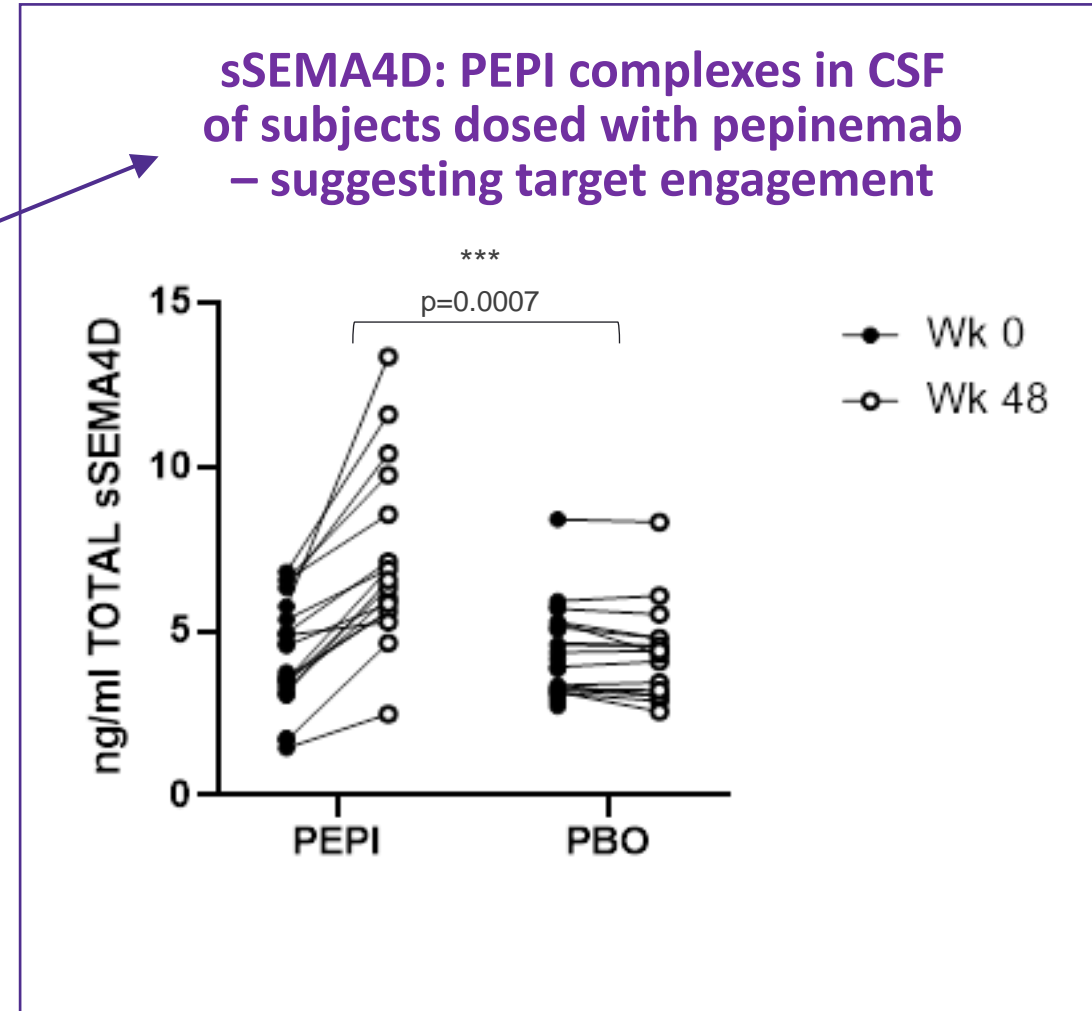 sSEMA4D: PEPI complexes in CSF
of subjects dosed with pepinemab
– suggesting target engagement
***
p=0.0007
15
10
5
0
ng/ml TOTAL sSEMA4D
PEPI
PBO
Wk 0
Wk 48